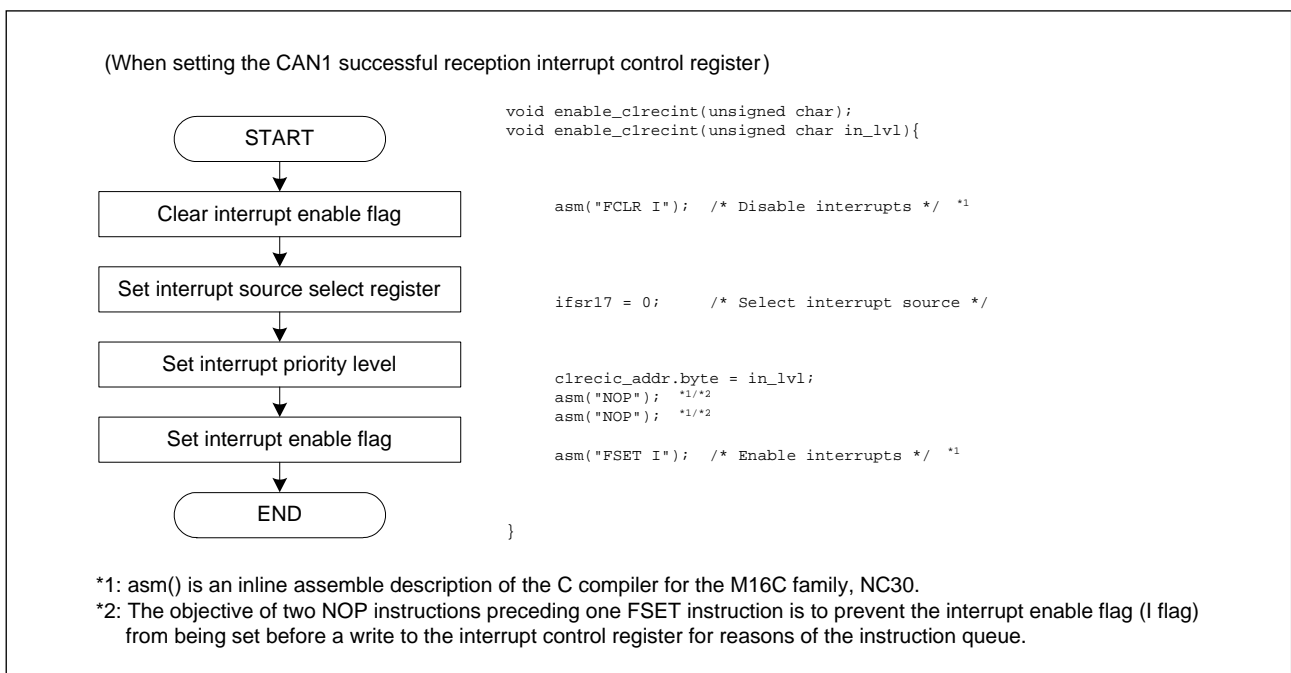 (When setting the CAN1 successful reception interrupt control register)
START
Clear interrupt enable flag
Set interrupt source select register
Set interrupt priority level
Set interrupt enable flag
END
void enable_c1recint(unsigned char);
void enable_c1recint(unsigned char in_lvl){
asm("FCLR I"); /* Disable interrupts */ *1
ifsr17 = 0; /* Select interrupt source */
c1recic_addr.byte = in_lvl;
asm("NOP"); *1/*2
asm("NOP"); *1/*2
asm("FSET I"); /* Enable interrupts */ *1
}
*1: asm() is an inline assemble description of the C compiler for the M16C family, NC30.
*2: The objective of two NOP instructions preceding one FSET instruction is to prevent the interrupt enable flag (I flag)
from being set before a write to the interrupt control register for reasons of the instruction queue.